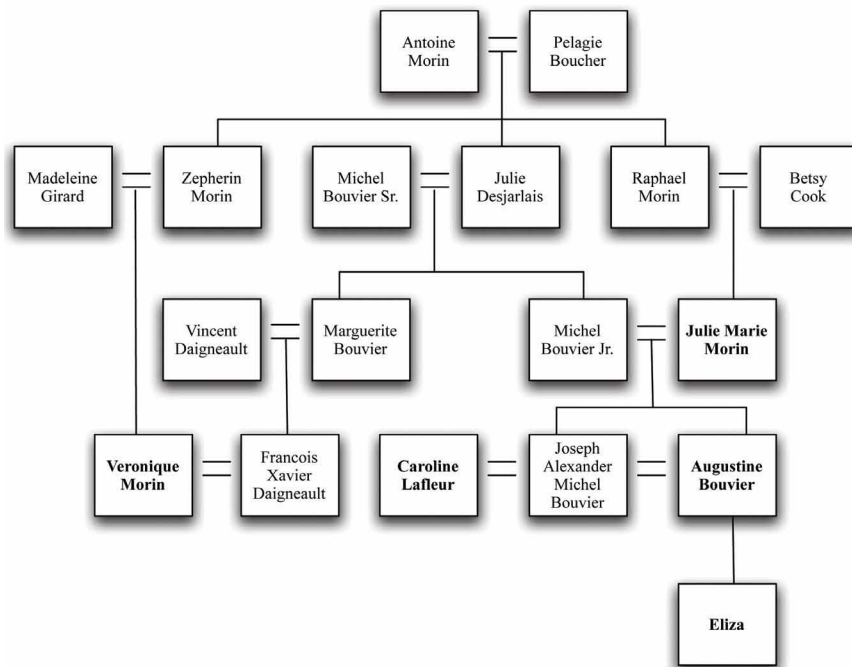 Antoine
Morin
Pelagie
Boucher
Madeleine
Girard
Zepherin
Morin
Michel
Bouvier Sr.
Julie
Desjarlais
Raphael
Morin
Betsy
Cook
Vincent
Daigneault
Marguerite
Bouvier
Michel
Bouvier Jr.
Julie Marie
Morin
Veronique
Morin
Francois
Xavier
Daigneault
Caroline
Lafleur
Joseph
Alexander
Michel
Bouvier
Augustine
Bouvier
Eliza